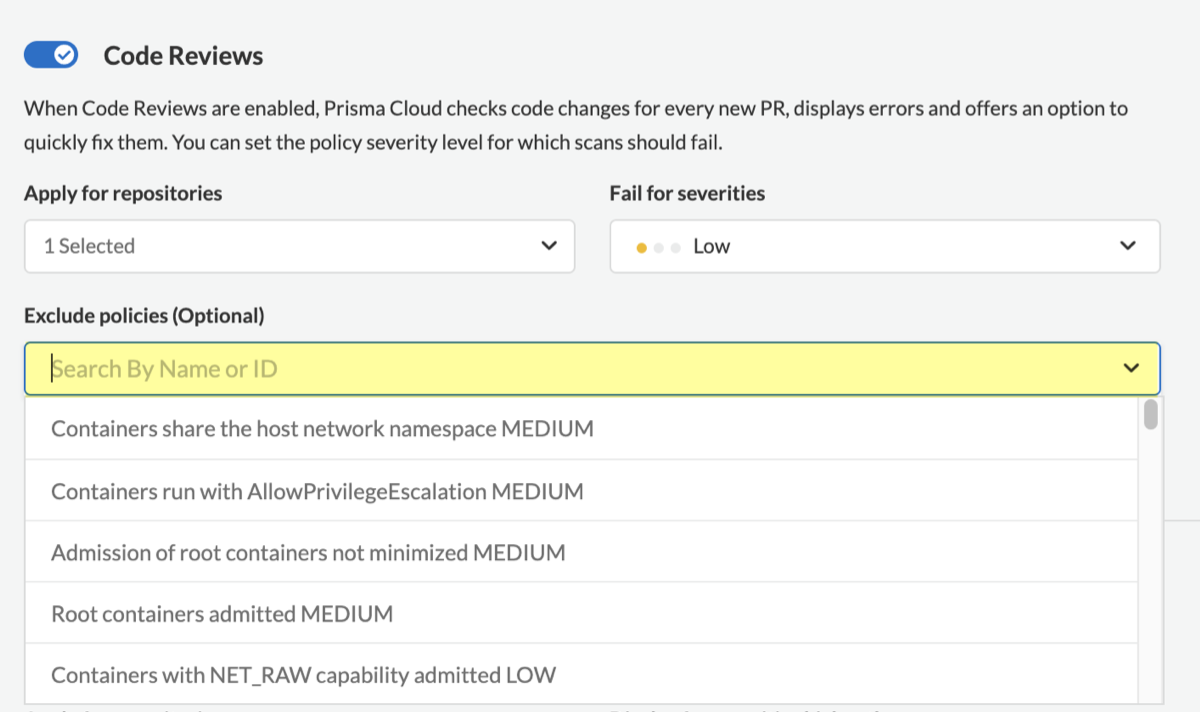 Code Reviews
When Code Reviews are enabled, Prisma Cloud checks code changes for every new PR, displays errors and offers an option to
quickly fix them. You can set the policy severity level for which scans should fail.
Apply for repositories
Fail for severities
1 Selected
Low
Exclude policies (Optional)
Search By Name or ID
Containers share the host network namespace MEDIUM
Containers run with AllowPrivilegeEscalation MEDIUM
Admission of root containers not minimized MEDIUM
Root containers admitted MEDIUM
Containers with NET_RAW capability admitted LOW